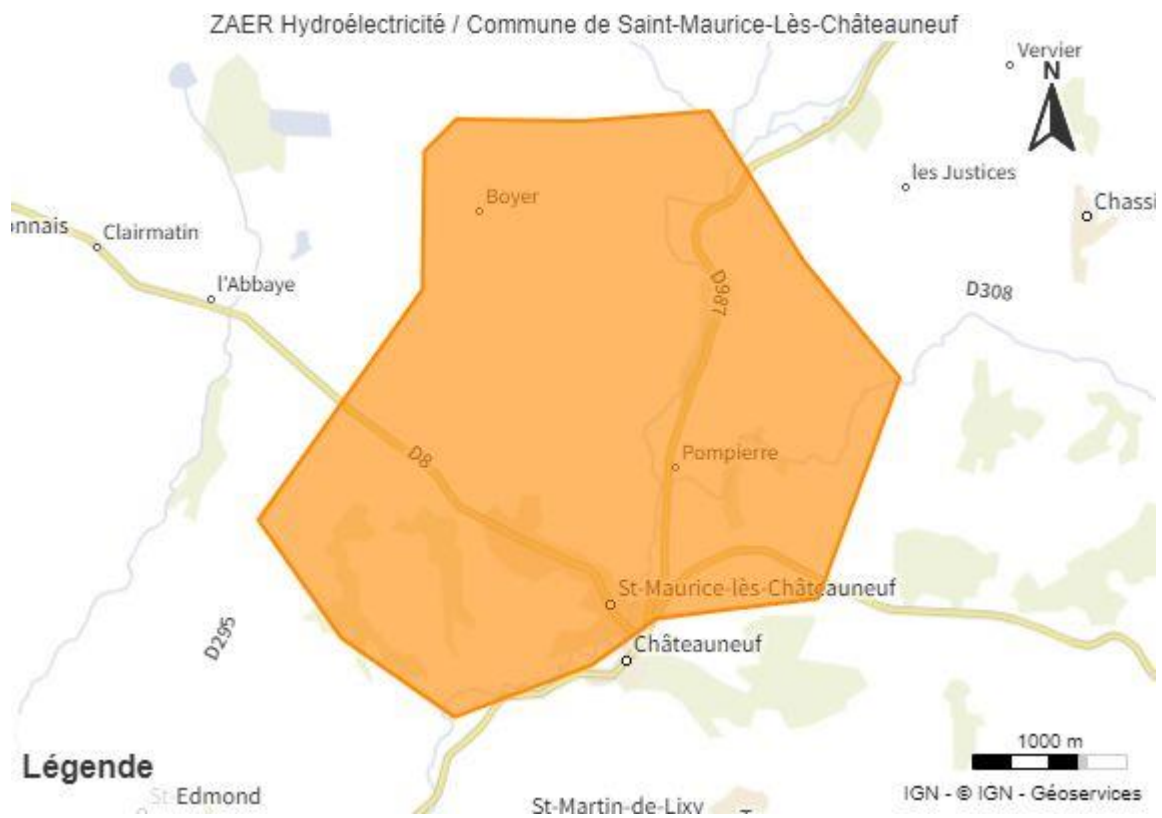 ZAER Hydroélectricité / Commune de Saint-Maurice-Lès-Châteauneuf
Vervier
N
les Justices
Boyer
Chassi
onnais
Clairmatin
l'Abbaye
D987
D308
D8
Pompierre
St-Maurice-lès-Châteauneuf
D295
Châteauneuf
1000 m
Légende
IGN - © IGN - Géoservices
St-Edmond
St-Martin-de-Lixy